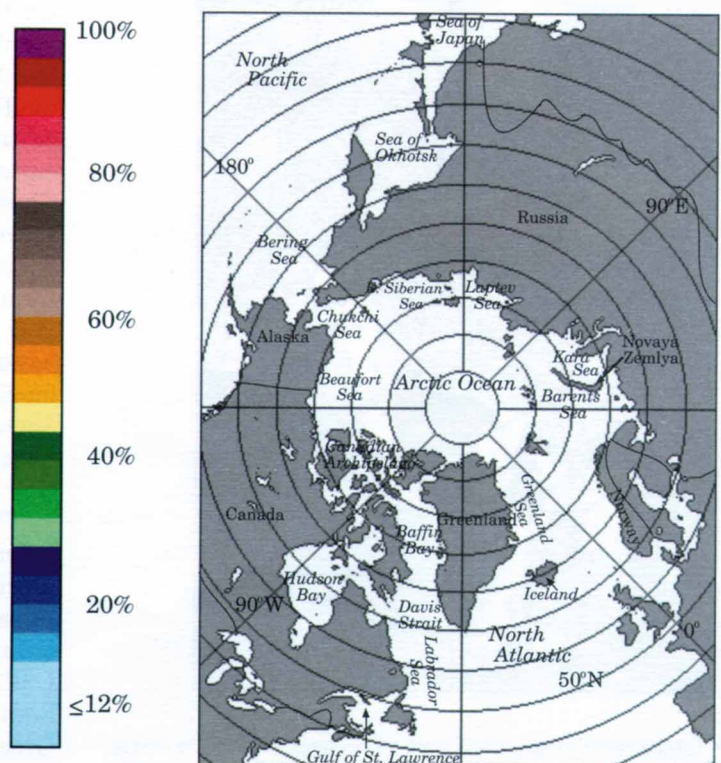 100%
80%
60%
40%
20%
≤12%
Sea of
Japan
North
Pacific
Sea of
Okhotsk
180°
90°E
Russia
Bering
Sea
E. Siberian
Sea
Laptev
Sea
Chukchi
Sea
Alaska
Novaya
Zemlya
Kara
Sea
Beaufort
Sea
Arctic Ocean
Barents
Sea
Canadian
Archipelago
Greenland
Sea
Canada
Greenland
Norway
Baffin
Bay
Hudson
Bay
Iceland
90°W
Davis
Strait
0°
North
Atlantic
Labrador
Sea
50°N
Gulf of St. Lawrence